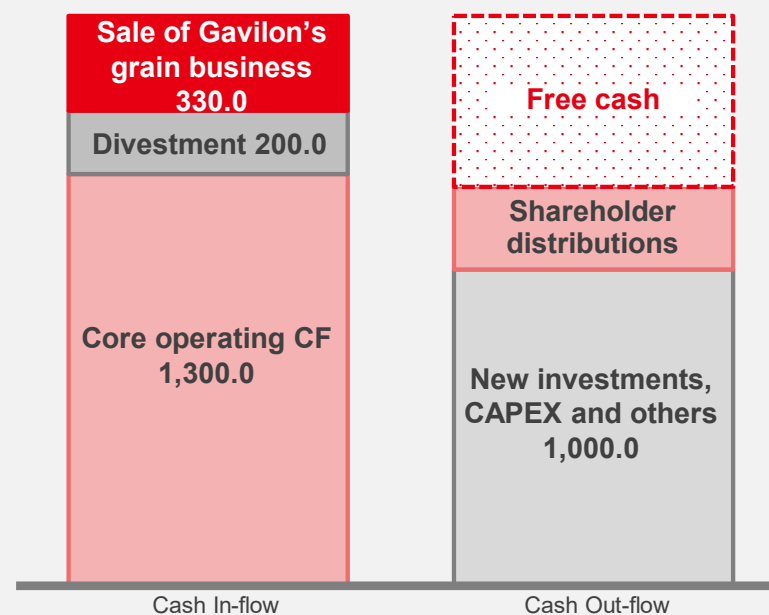 Sale of Gavilon's
grain business
330.0
Divestment 200.0
Core operating CF
1,300.0
Cash In-flow
Free cash
Shareholder
distributions
New investments,
CAPEX and others
1,000.0
Cash Out-flow